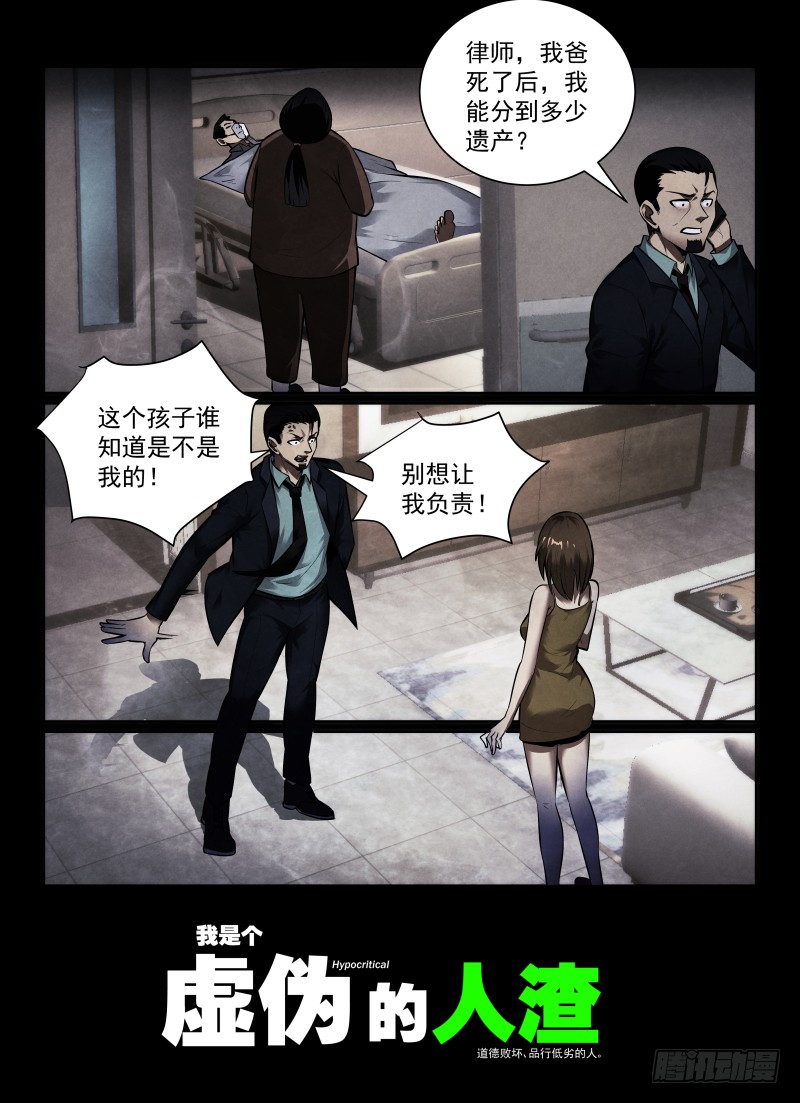 律师，我爸
死了后，我
能分到多少
遗产？
这个孩子谁
知道是不是
我的！
别想让
我负责！
我是个
虚伪的人渣
Hypocritical
道德败坏、品行低劣的人。
腾讯动漫